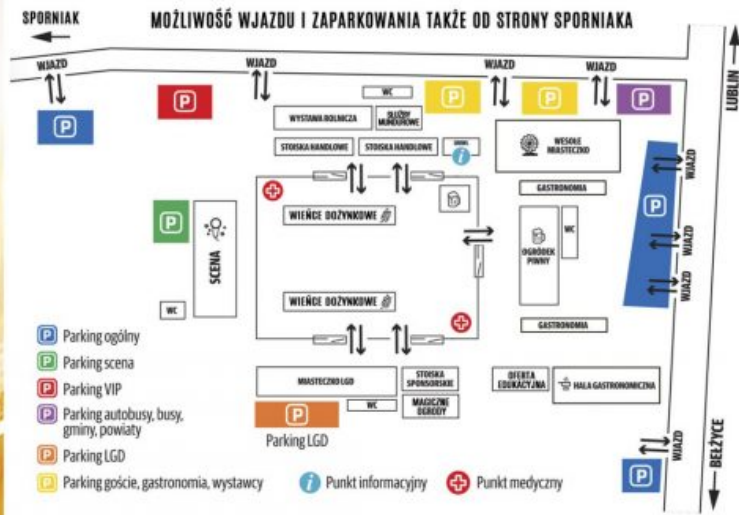 SPORNIAK
MOŻLIWOŚĆ WJAZDU I ZAPARKOWANIA TAKŻE OD STRONY SPORNIAKA
LUBLIN
WJAZD
WJAZD
WJAZD
WJAZD
P
P
P
P
P
WC
WYSTAWA ROLNICZA
SŁUŻBY
MUNDUROWE
STOISKA HANDLOWE
STOISKA HANDLOWE
i
WESOŁE
MIASTECZKO
WJAZD
GASTRONOMIA
P
P
WIEŃCE DOŻYNKOWE
SCENA
OGRÓDEK
PIWNY
WC
WJAZD
WJAZD
WIEŃCE DOŻYNKOWE
WC
GASTRONOMIA
MIASTECZKO LGD
STOISKA
SPONSORSKIE
OFERTA
EDUKACYJNA
HALA GASTRONOMICZNA
P
WC
MAGICZNE
OGRODY
Parking LGD
WJAZD
P
BEŁŻYCE
P Parking ogólny
P Parking scena
P Parking VIP
P Parking autobusy, busy,
gminy, powiaty
P Parking LGD
P Parking goście, gastronomia, wystawcy
i Punkt informacyjny
Punkt medyczny